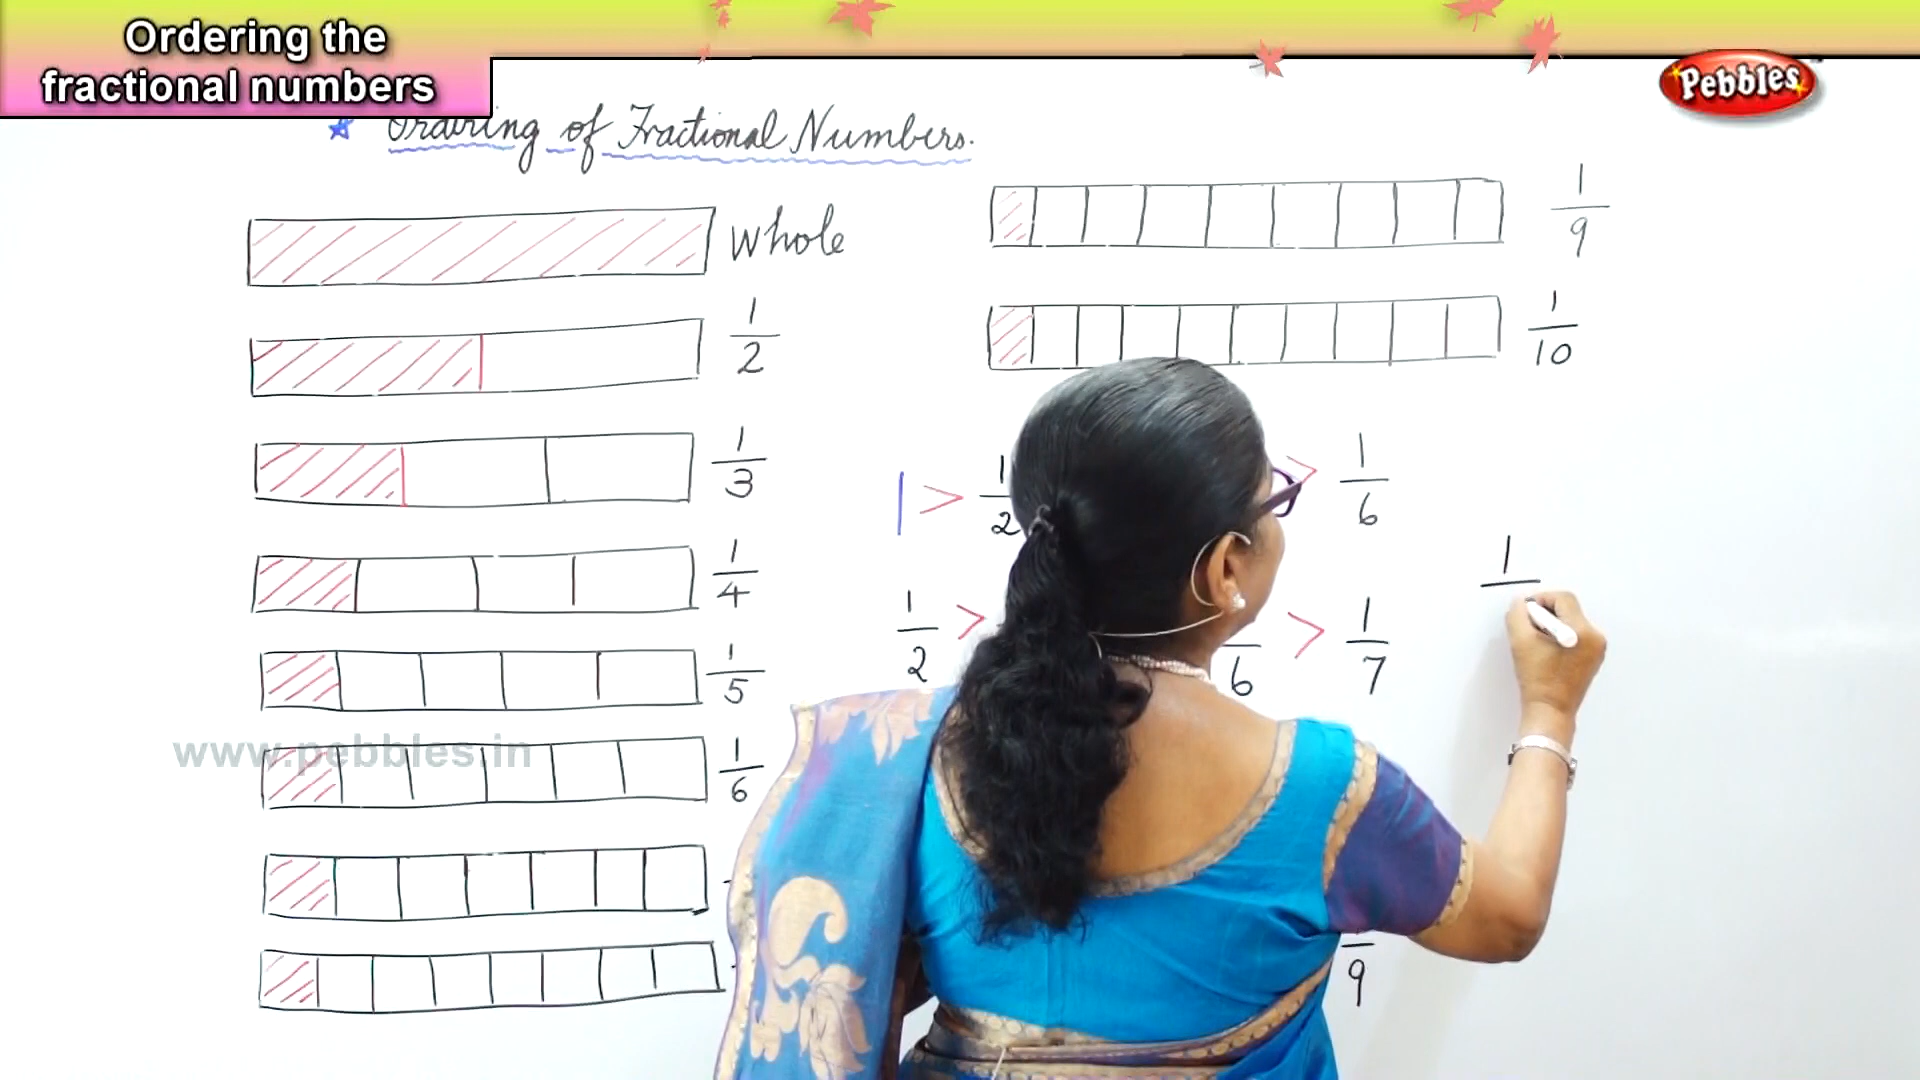 Ordering the
fractional numbers
Pebbles
★ Ordering of Fractional Numbers.
Whole
1/2
1/3
1/4
1/5
1/6
1/9
1/10
1 > 1/2 > 1/6
1/2 > 6 > 1/7
1
9
www.pebbles.in